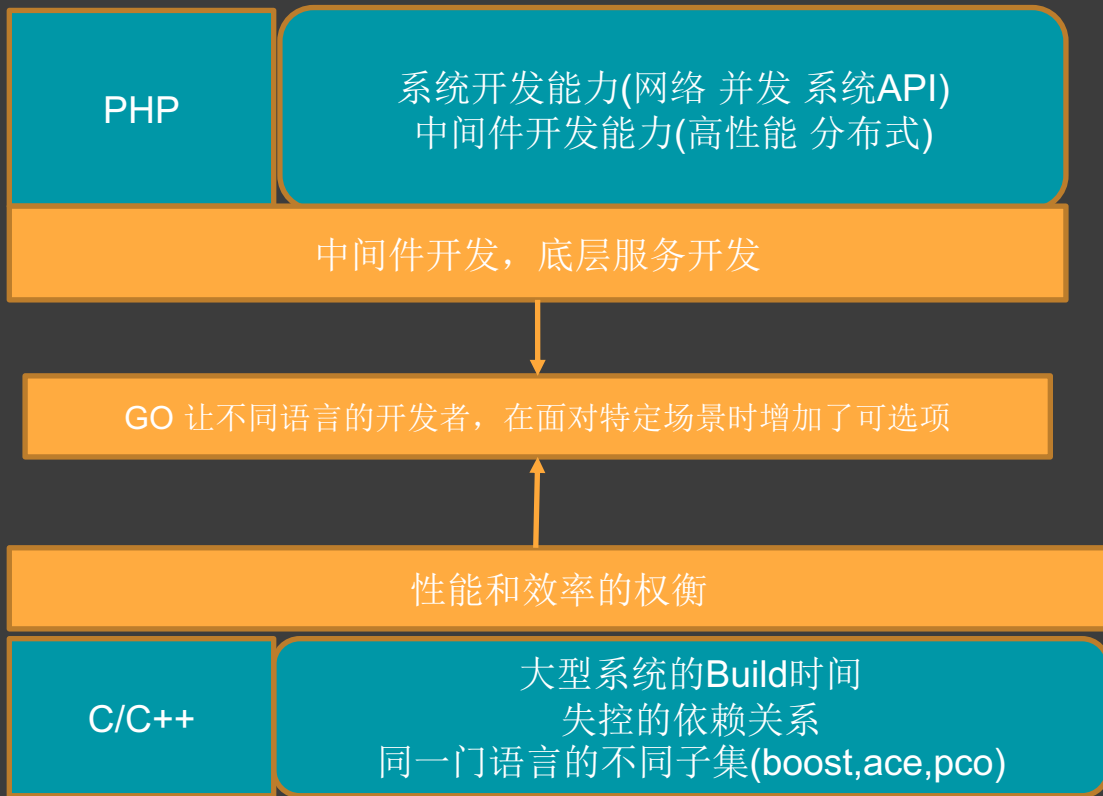 PHP
系统开发能力(网络 并发 系统API)
中间件开发能力(高性能 分布式)
中间件开发，底层服务开发
GO 让不同语言的开发者，在面对特定场景时增加了可选项
性能和效率的权衡
C/C++
大型系统的Build时间
失控的依赖关系
同一门语言的不同子集(boost,ace,pco)